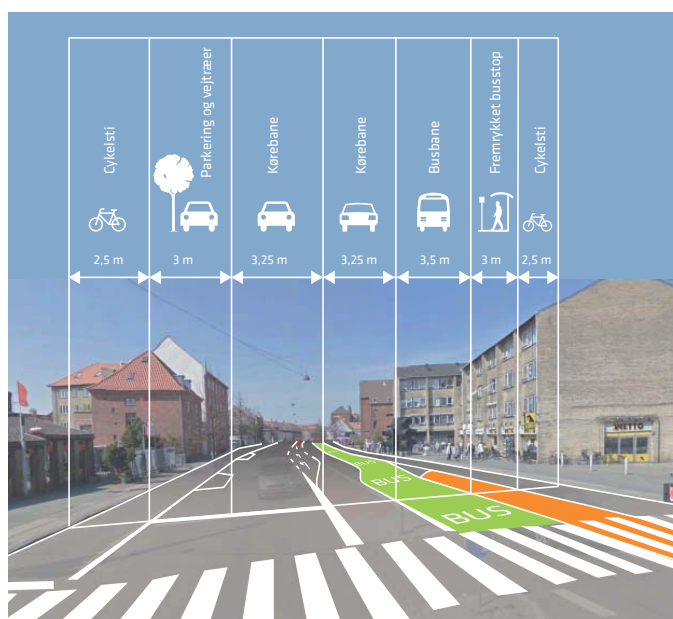 Cykelsti
Parkering og vejtræer
Kørebane
Kørebane
Busbane
Fremrykket busstop
Cykelsti
2,5 m
3 m
3,25 m
3,25 m
3,5 m
3 m
2,5 m
NETTO
BUS
BUS
BUS